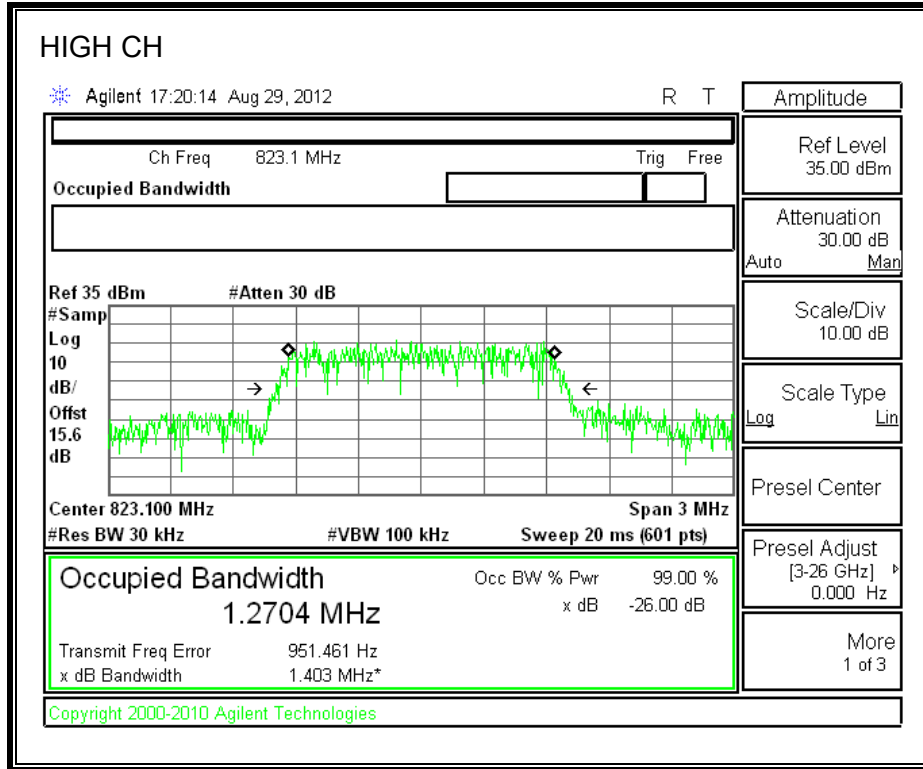 HIGH CH
Agilent 17:20:14 Aug 29, 2012 R T
Ch Freq 823.1 MHz Trig Free
Occupied Bandwidth
Ref 35 dBm #Atten 30 dB
#Samp
Log
10
dB/
Offst
15.6
dB
Center 823.100 MHz Span 3 MHz
#Res BW 30 kHz #VBW 100 kHz Sweep 20 ms (601 pts)
Occupied Bandwidth Occ BW % Pwr 99.00 %
1.2704 MHz x dB -26.00 dB
Transmit Freq Error 951.461 Hz
x dB Bandwidth 1.403 MHz*
Copyright 2000-2010 Agilent Technologies
Amplitude
Ref Level
35.00 dBm
Attenuation
30.00 dB
Auto Man
Scale/Div
10.00 dB
Scale Type
Log Lin
Presel Center
Presel Adjust
[3-26 GHz]
0.000 Hz
More
1 of 3